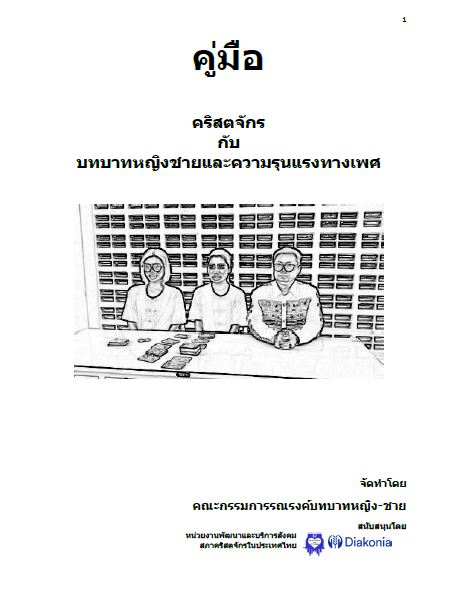 1
คู่มือ
คริสตจักร
กับ
บทบาทหญิงชายและความรุนแรงทางเพศ
จัดทำโดย
คณะกรรมการรณรงค์บทบาทหญิง-ชาย
สนับสนุนโดย
หน่วยงานพัฒนาและบริการสังคม
สภาคริสตจักรในประเทศไทย
Diakonia